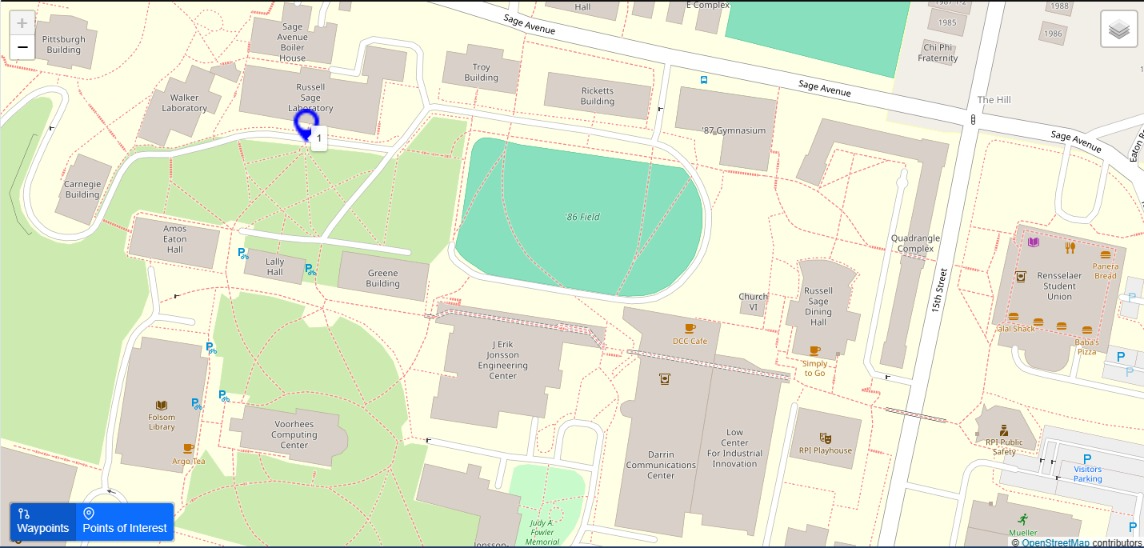 Hall
E Complex
Sage Avenue
1985
1988
1986
Chi Phi
Fraternity
Pittsburgh
Building
Sage
Avenue
Boiler
House
Troy
Building
Ricketts
Building
Sage Avenue
The Hill
Sage Avenue
Walker
Laboratory
Russell
Sage
Laboratory
1
'87 Gymnasium
Carnegie
Building
'86 Field
Amos
Eaton
Hall
Lally
Hall
Greene
Building
Quadrangle
Complex
15th Street
Rensselaer
Student
Union
Panera
Bread
Church
VI
Russell
Sage
Dining
Hall
DCC Cafe
Simply
to Go
Baba's
Pizza
P
P
P
P
P
P
P
J Erik
Jonsson
Engineering
Center
Folsom
Library
Argo Tea
Voorhees
Computing
Center
Darrin
Communications
Center
Low
Center
For Industrial
Innovation
RPI Playhouse
RPI Public
Safety
P
Visitors
Parking
P
Mueller
Judy A.
Fowler
Memorial
Jonsson-
+
−
Waypoints
Points of Interest
© OpenStreetMap contributors